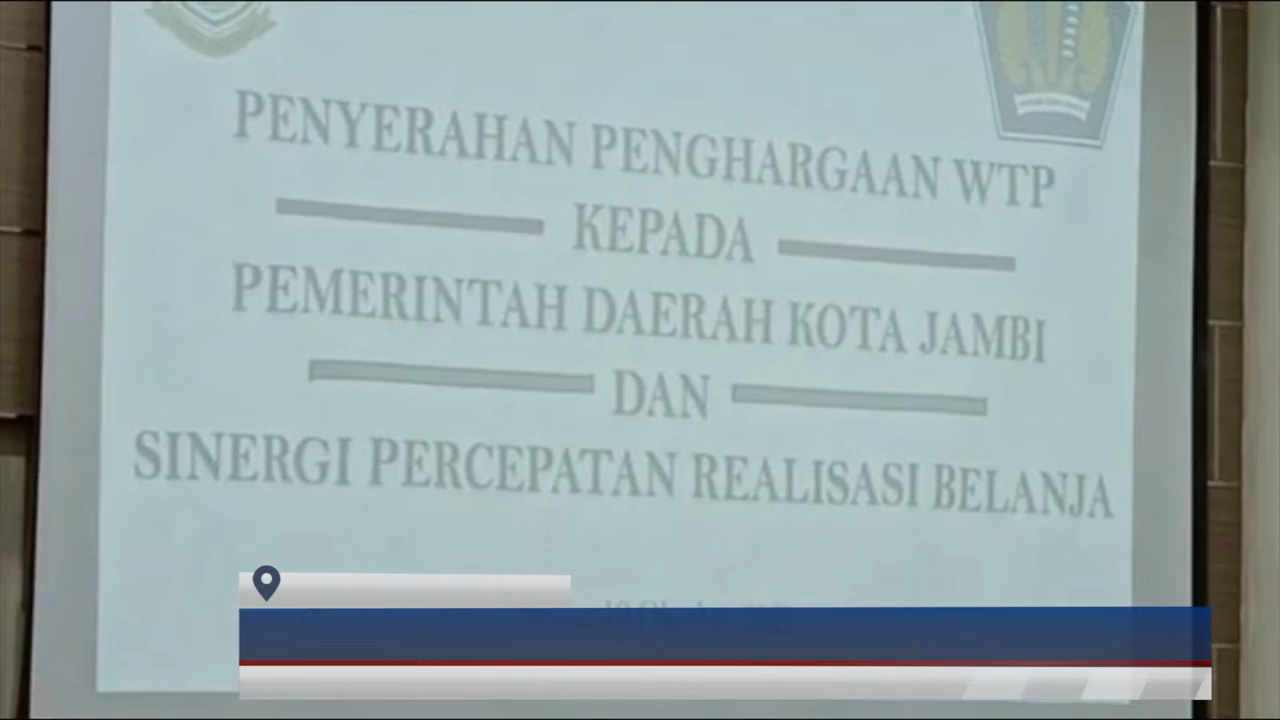 PENYERAHAN PENGHARGAAN WTP
KEPADA
PEMERINTAH DAERAH KOTA JAMBI
DAN
SINERGI PERCEPATAN REALISASI BELANJA